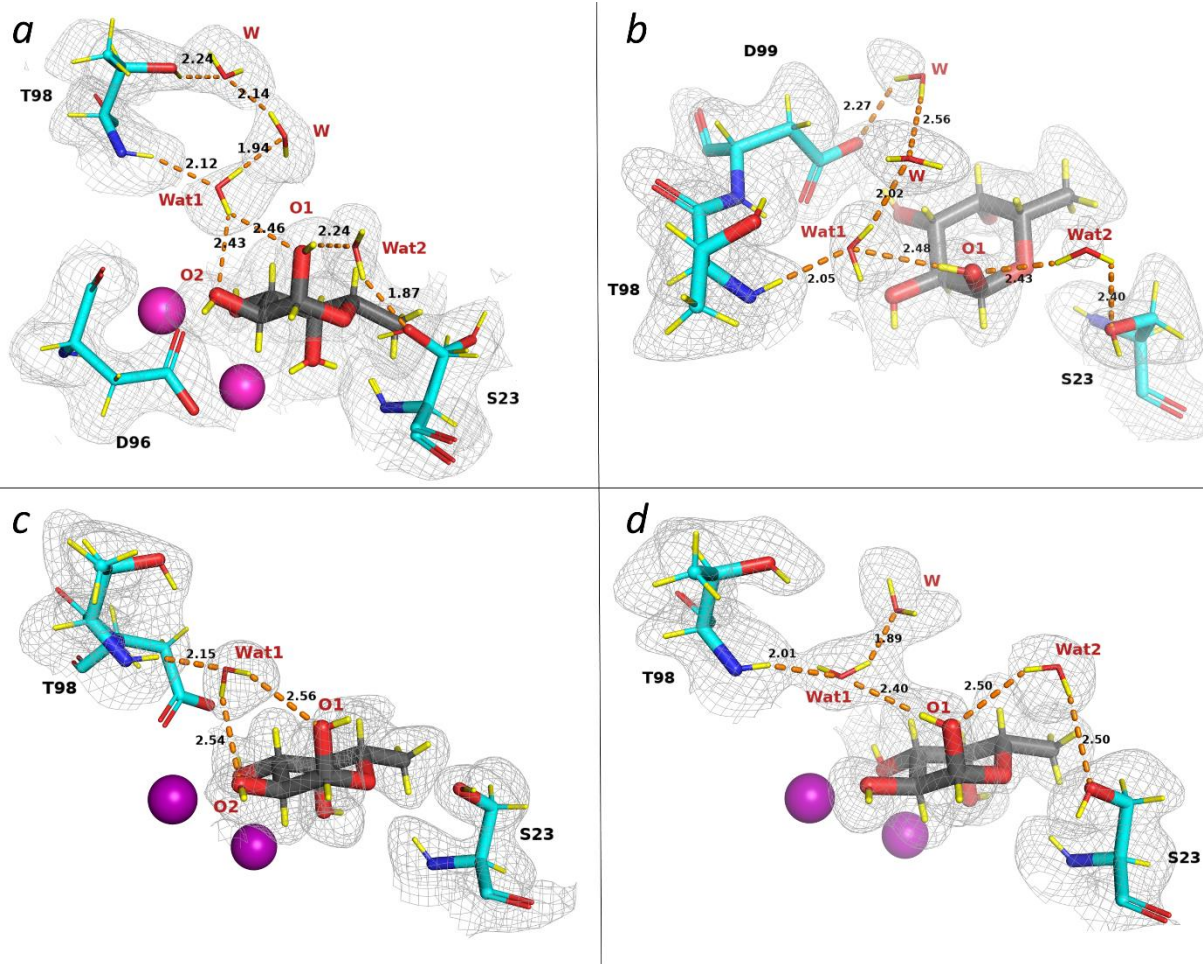 a
W
2.24
T98
2.14
W
2.12
1.94
Wat1
O1
2.43
2.46
2.24
Wat2
O2
1.87
D96
S23
b
D99
W
2.27
2.56
W
2.02
Wat1
2.48
O1
Wat2
T98
2.05
2.43
2.40
S23
c
Wat1
2.15
T98
2.56
O1
2.54
O2
S23
d
W
1.89
2.01
Wat2
T98
Wat1
2.40
O1
2.50
2.50
S23